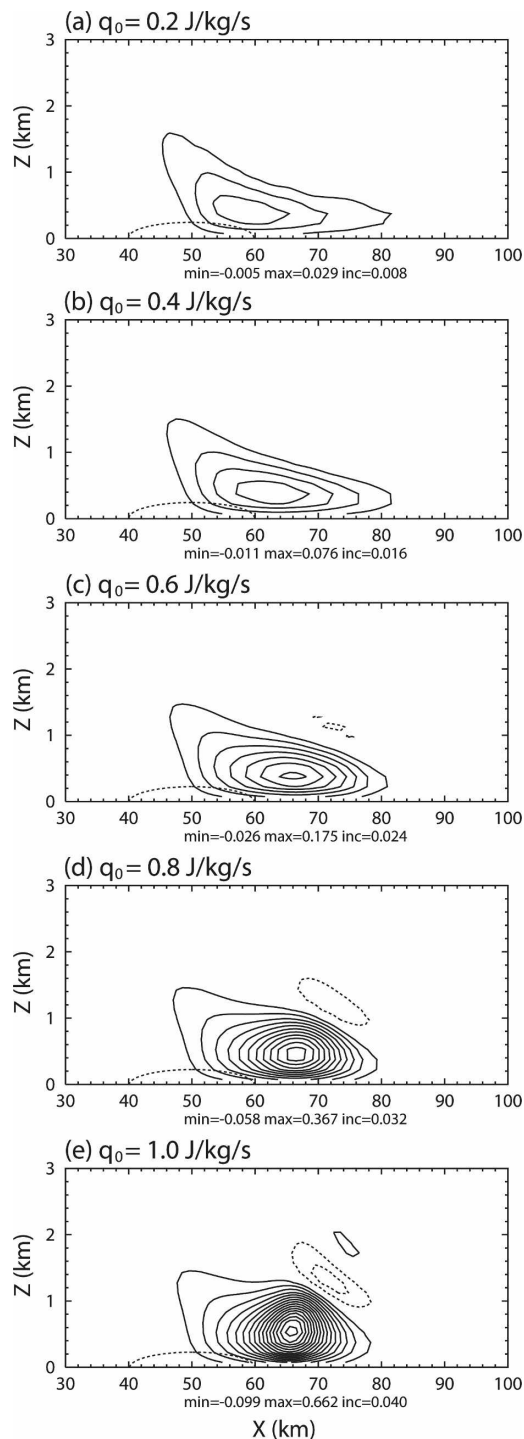 (a) q₀ = 0.2 J/kg/s
3
2
1
0
Z (km)
30 40 50 60 70 80 90 100
min=-0.005 max=0.029 inc=0.008
(b) q₀ = 0.4 J/kg/s
3
2
1
0
Z (km)
30 40 50 60 70 80 90 100
min=-0.011 max=0.076 inc=0.016
(c) q₀ = 0.6 J/kg/s
3
2
1
0
Z (km)
30 40 50 60 70 80 90 100
min=-0.026 max=0.175 inc=0.024
(d) q₀ = 0.8 J/kg/s
3
2
1
0
Z (km)
30 40 50 60 70 80 90 100
min=-0.058 max=0.367 inc=0.032
(e) q₀ = 1.0 J/kg/s
3
2
1
0
Z (km)
30 40 50 60 70 80 90 100
min=-0.099 max=0.662 inc=0.040
X (km)